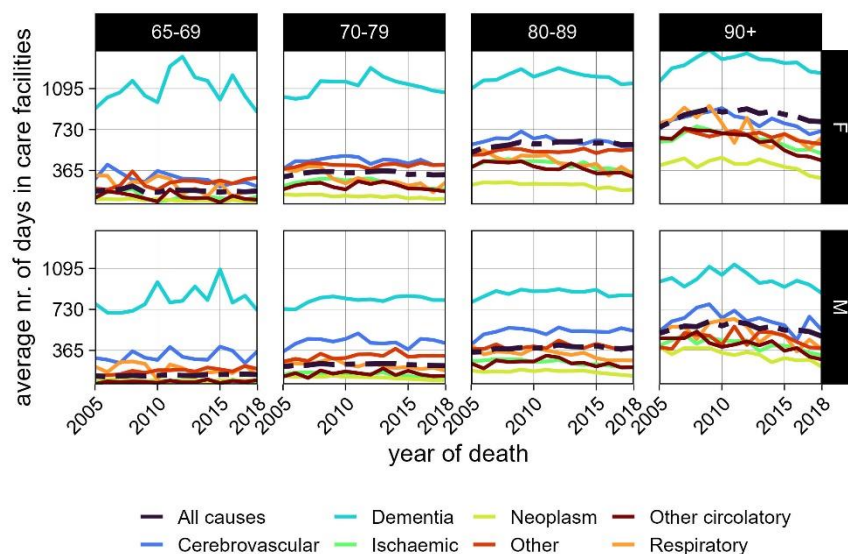 65-69 70-79 80-89 90+
average nr. of days in care facilities
1095
730
365
F
1095
730
365
M
2005 2010 2015 2018 2005 2010 2015 2018 2005 2010 2015 2018 2005 2010 2015 2018
year of death
All causes Dementia Neoplasm Other circulatory
Cerebrovascular Ischaemic Other Respiratory